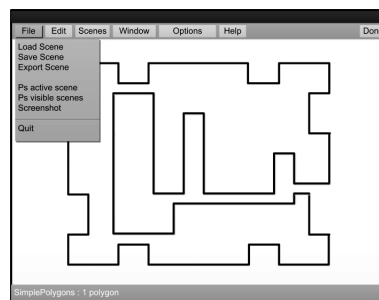 File Edit Scenes Window Options Help Don
Load Scene
Save Scene
Export Scene
Ps active scene
Ps visible scenes
Screenshot
Quit
SimplePolygons : 1 polygon